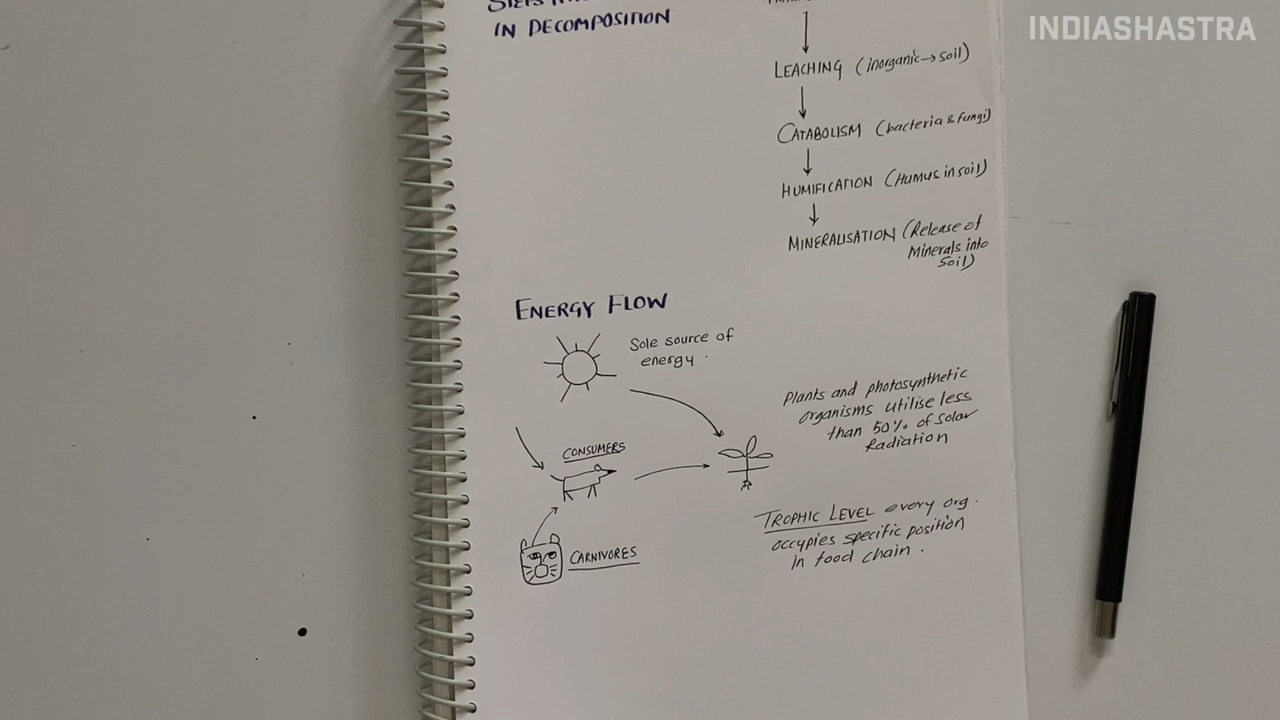 INDIASHASTRA
IN DECOMPOSITION
LEACHING (inorganic→soil)
CATABOLISM (bacteria & fungi)
HUMIFICATION (Humus in soil)
MINERALISATION (Release of
Minerals into
Soil)
ENERGY FLOW
Sole source of
energy.
Plants and photosynthetic
organisms utilise less
than 50% of solar
Radiation
CONSUMERS
TROPHIC LEVEL every org.
occupies specific position
in food chain.
CARNIVORES